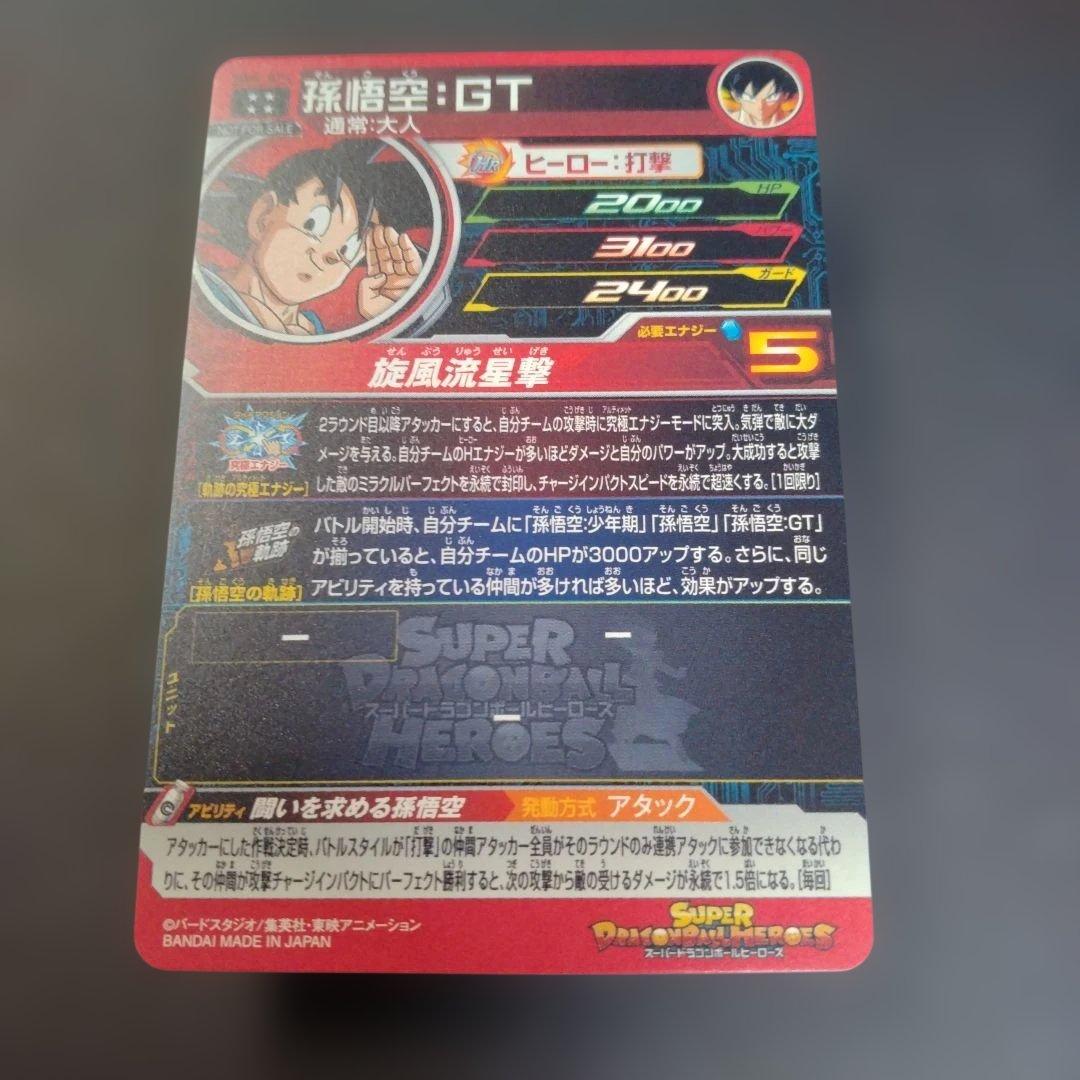 孫悟空:GT
NOT FOR SALE
通常:大人
ヒーロー:打撃
HP
2000
パワー
3100
ガード
2400
必要エナジー
5
旋風流星撃
究極エナジー
[軌跡の究極エナジー]
2ラウンド目以降アタッカーにすると、自分チームの攻撃時に究極エナジーモードに突入。気弾で敵に大ダ
メージを与える。自分チームのHエナジーが多いほどダメージと自分のパワーがアップ。大成功すると攻撃
した敵のミラクルパーフェクトを永続で封印し、チャージインパクトスピードを永続で超速くする。[1回限り]
孫悟空の
軌跡
[孫悟空の軌跡]
バトル開始時、自分チームに「孫悟空:少年期」「孫悟空」「孫悟空:GT」
が揃っていると、自分チームのHPが3000アップする。さらに、同じ
アビリティを持っている仲間が多ければ多いほど、効果がアップする。
ユニット
ー
ー
ー
SUPER
DRAGONBALL
スーパードラゴンボールヒーローズ
HEROES
アビリティ 闘いを求める孫悟空 発動方式 アタック
アタッカーにした作戦決定時、バトルスタイルが「打撃」の仲間アタッカー全員がそのラウンドのみ連携アタックに参加できなくなる代わ
りに、その仲間が攻撃チャージインパクトにパーフェクト勝利すると、次の攻撃から敵の受けるダメージが永続で1.5倍になる。[毎回]
©バードスタジオ/集英社・東映アニメーション
BANDAI MADE IN JAPAN
SUPER
DRAGONBALL HEROES
スーパードラゴンボールヒーローズ